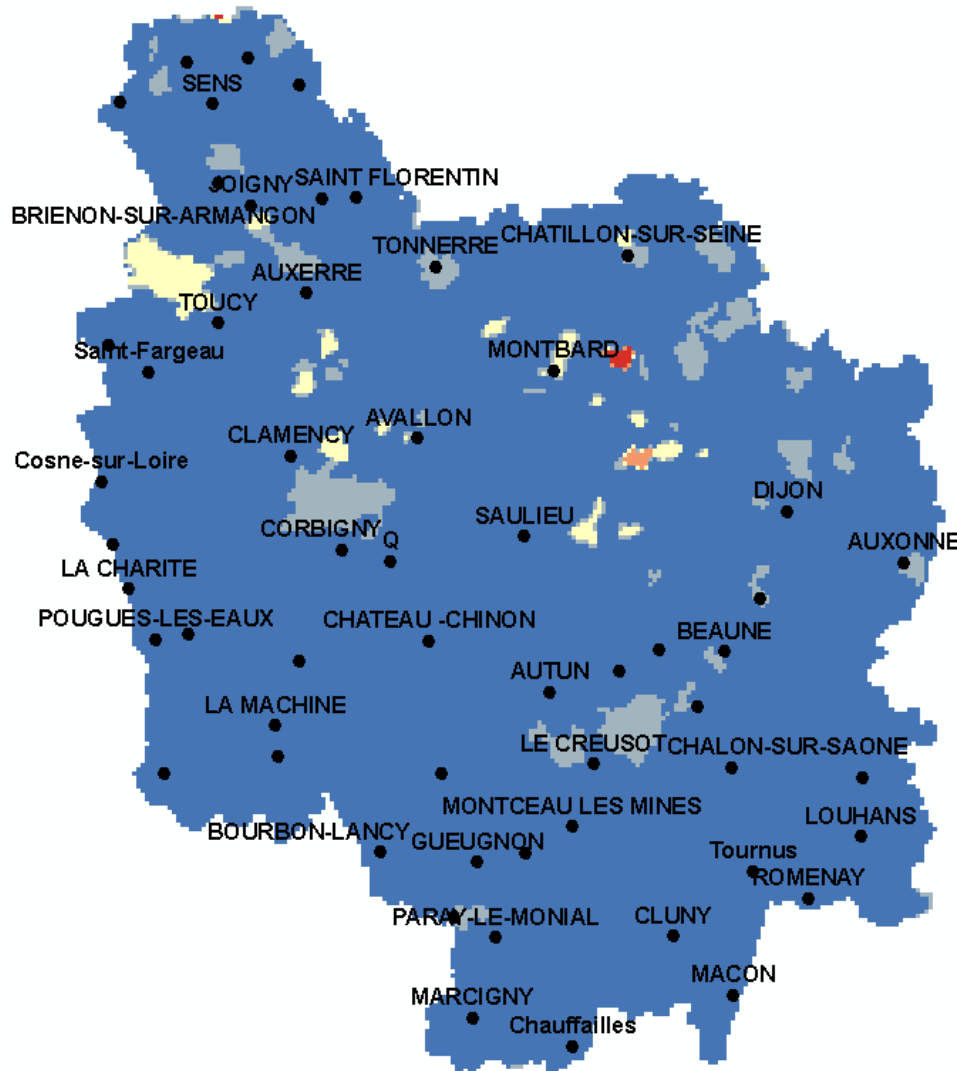 SENS
JOIGNY
SAINT FLORENTIN
BRIENON-SUR-ARMANGON
TONNERRE
CHATILLON-SUR-SEINE
AUXERRE
TOUCY
Saint-Fargeau
MONTBARD
AVALLON
CLAMENCY
Cosne-sur-Loire
DIJON
SAULIEU
CORBIGNY
Q
AUXONNE
LA CHARITE
POUGUES-LES-EAUX
CHATEAU -CHINON
BEAUNE
AUTUN
LA MACHINE
LE CREUSOT
CHALON-SUR-SAONE
MONTCEAU LES MINES
LOUHANS
BOURBON-LANCY
GUEUGNON
Tournus
ROMENAY
PARAY-LE-MONIAL
CLUNY
MACON
MARCIGNY
Chauffailles